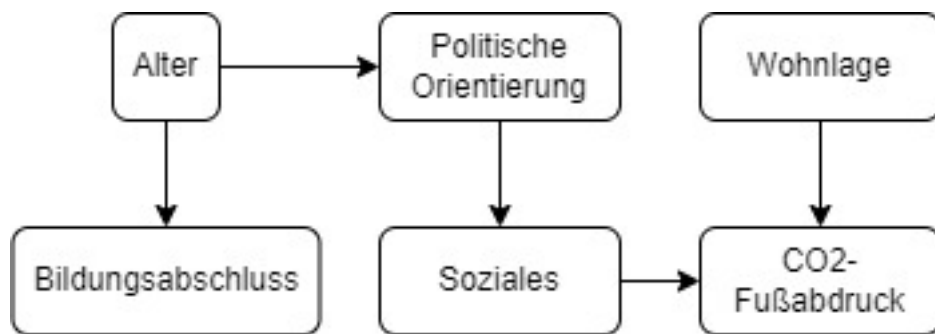 Alter
Politische
Orientierung
Wohnlage
Bildungsabschluss
Soziales
CO2-
Fußabdruck